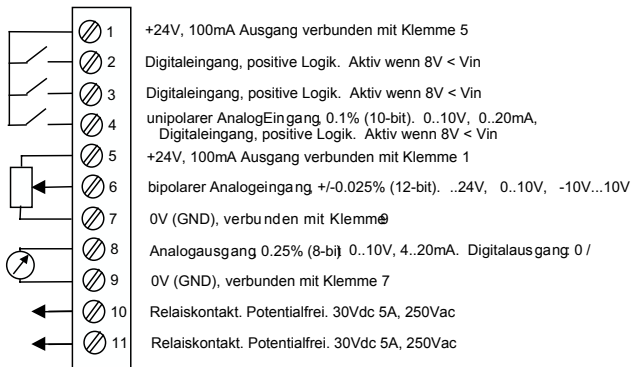 1 +24V, 100mA Ausgang verbunden mit Klemme 5
2 Digitaleingang, positive Logik. Aktiv wenn 8V < Vin
3 Digitaleingang, positive Logik. Aktiv wenn 8V < Vin
4 unipolarer AnalogEingang, 0.1% (10-bit). 0..10V, 0..20mA,
Digitaleingang, positive Logik. Aktiv wenn 8V < Vin
5 +24V, 100mA Ausgang verbunden mit Klemme 1
6 bipolarer Analogeingang, +/-0.025% (12-bit). ..24V, 0..10V, -10V...10V
7 0V (GND), verbunden mit Klemme 9
8 Analogausgang, 0.25% (8-bit) 0..10V, 4..20mA. Digitalausgang: 0 /
9 0V (GND), verbunden mit Klemme 7
10 Relaiskontakt. Potentialfrei. 30Vdc 5A, 250Vac
11 Relaiskontakt. Potentialfrei. 30Vdc 5A, 250Vac